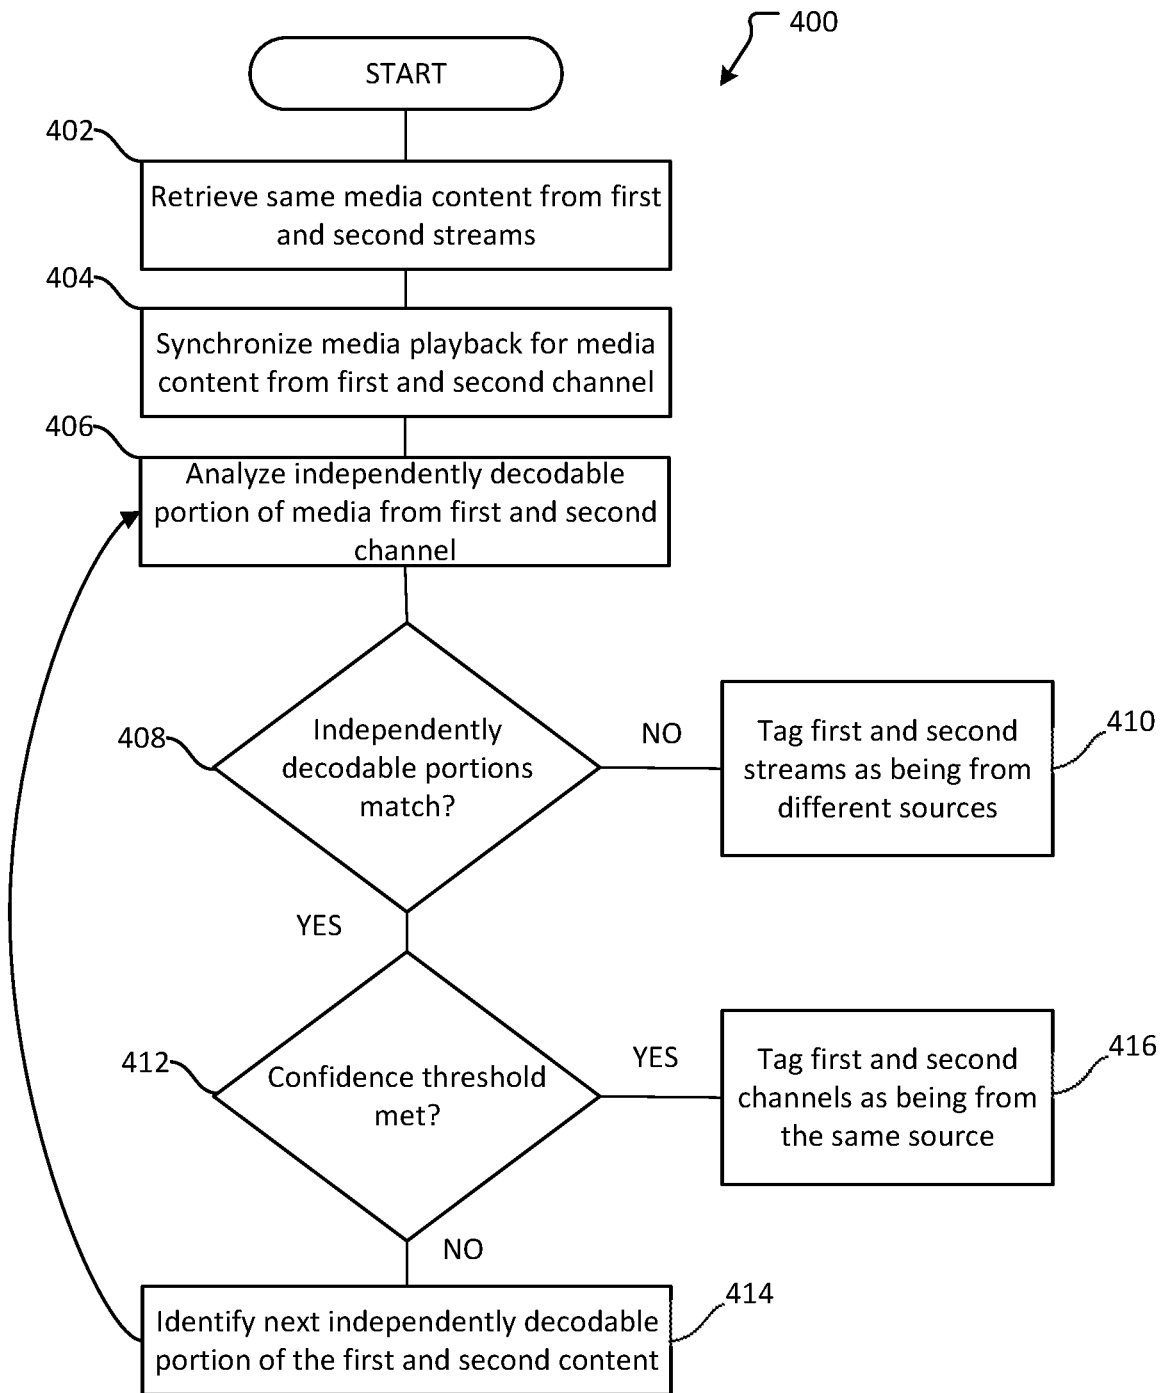 400
START
402
Retrieve same media content from first
and second streams
404
Synchronize media playback for media
content from first and second channel
406
Analyze independently decodable
portion of media from first and second
channel
408
Independently
decodable portions
match?
NO
Tag first and second
streams as being from
different sources
410
YES
412
Confidence threshold
met?
YES
Tag first and second
channels as being from
the same source
416
NO
414
Identify next independently decodable
portion of the first and second content